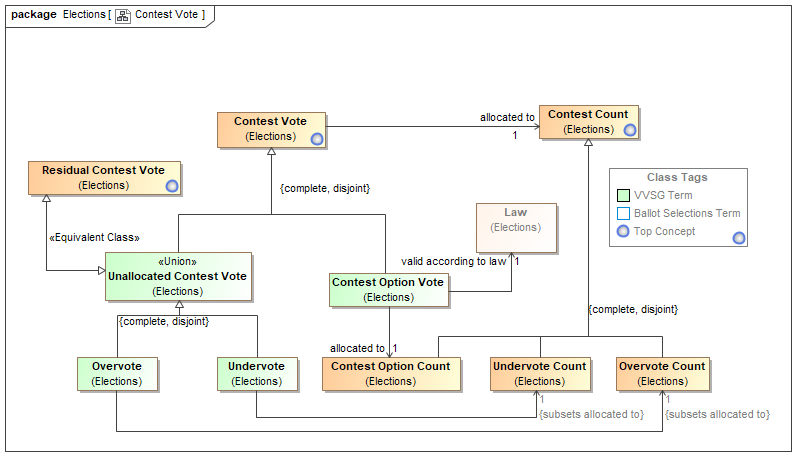 package Elections [ Contest Vote ]
Contest Vote
(Elections)
allocated to
1
Contest Count
(Elections)
Residual Contest Vote
(Elections)
{complete, disjoint}
Class Tags
VVSG Term
Ballot Selections Term
Top Concept
Law
(Elections)
«Equivalent Class»
«Union»
Unallocated Contest Vote
(Elections)
valid according to law
1
Contest Option Vote
(Elections)
{complete, disjoint}
{complete, disjoint}
allocated to
1
Overvote
(Elections)
Undervote
(Elections)
Contest Option Count
(Elections)
Undervote Count
(Elections)
Overvote Count
(Elections)
1
{subsets allocated to}
1
{subsets allocated to}